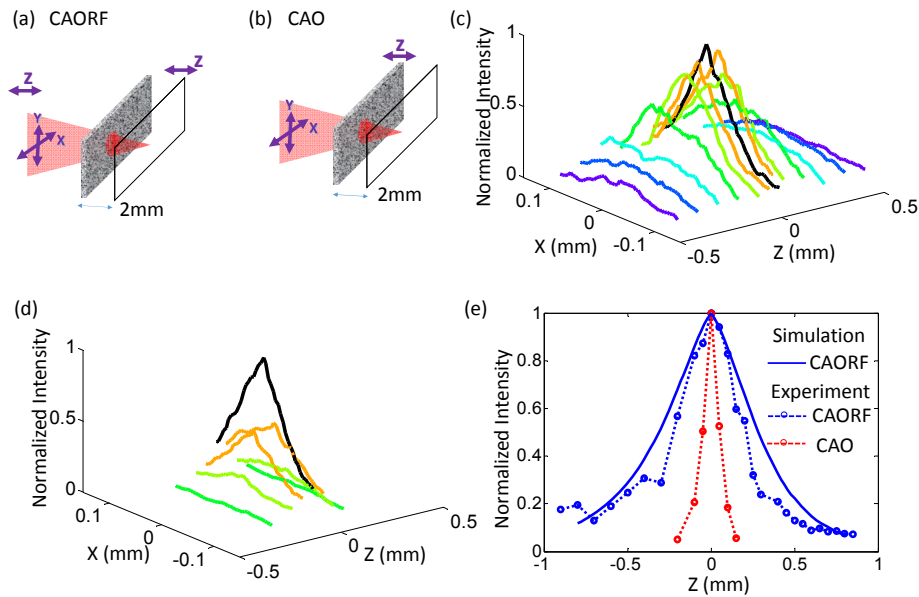 (a) CAORF
Z
Z
Y
X
2mm
(b) CAO
Z
Y
X
2mm
(c)
Normalized Intensity
1
0.5
0
0.1
0
-0.1
X (mm)
-0.5
0
0.5
Z (mm)
(d)
Normalized Intensity
1
0.5
0
0.1
0
-0.1
X (mm)
-0.5
0
0.5
Z (mm)
(e)
Normalized Intensity
1
0.8
0.6
0.4
0.2
0
-1
-0.5
0
0.5
1
Z (mm)
Simulation
CAORF
Experiment
CAORF
CAO